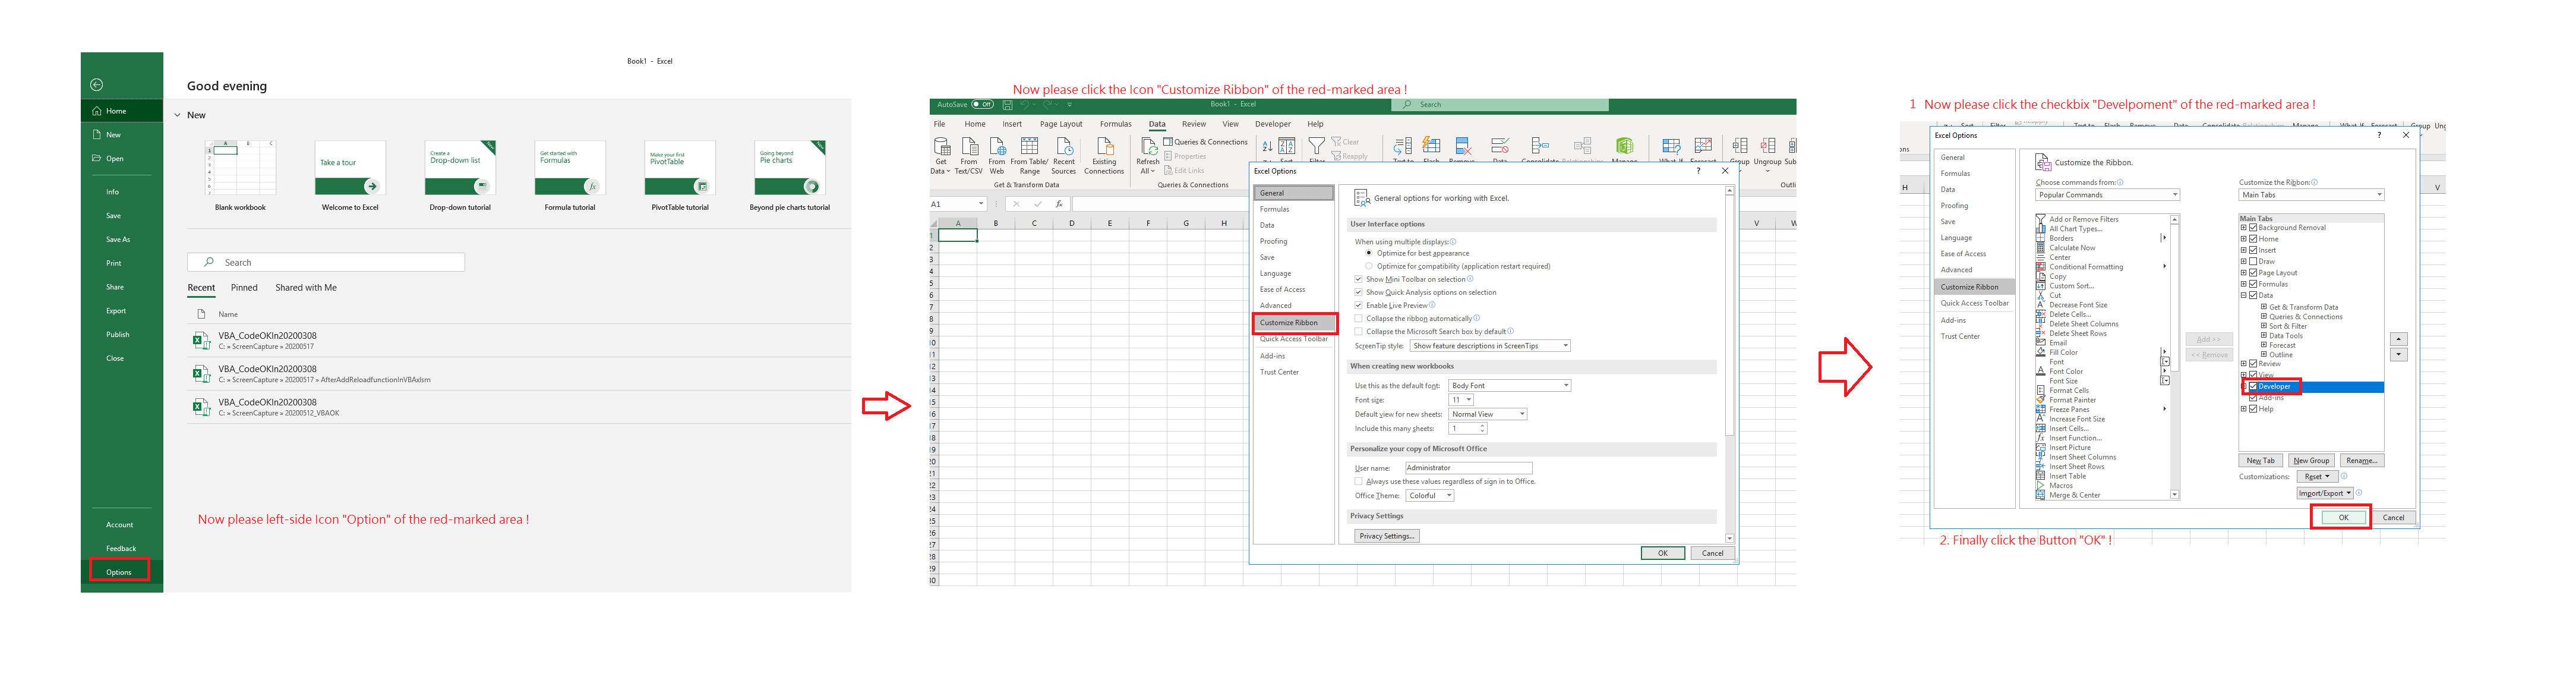 Book1 - Excel
Good evening
Home
New
Open
Info
Save
Save As
Print
Share
Export
Publish
Close
Account
Feedback
Options
New
Take a tour
Create a
Drop-down list
Get started with
Formulas
Make your first
PivotTable
Going beyond
Pie charts
Blank workbook
Welcome to Excel
Drop-down tutorial
Formula tutorial
PivotTable tutorial
Beyond pie charts tutorial
Search
Recent Pinned Shared with Me
Name
VBA_CodeOKIn20200308
C: » ScreenCapture » 20200517
VBA_CodeOKIn20200308
C: » ScreenCapture » 20200517 » AfterAddReloadfunctionInVBAxlsm
VBA_CodeOKIn20200308
C: » ScreenCapture » 20200512_VBAOK
Now please left-side Icon "Option" of the red-marked area !
Now please click the Icon "Customize Ribbon" of the red-marked area !
AutoSave Off
Book1 - Excel
Search
File Home Insert Page Layout Formulas Data Review View Developer Help
Get Data
From Text/CSV
From Web
From Table/ Range
Recent Sources
Existing Connections
Get & Transform Data
Refresh All
Queries & Connections
Properties
Edit Links
Queries & Connections
Clear
Reapply
A1
A B C D E F G H V
Excel Options
General
Formulas
Data
Proofing
Save
Language
Ease of Access
Advanced
Customize Ribbon
Quick Access Toolbar
Add-ins
Trust Center
General options for working with Excel.
User Interface options
When using multiple displays:
Optimize for best appearance
Optimize for compatibility (application restart required)
Show Mini Toolbar on selection
Show Quick Analysis options on selection
Enable Live Preview
Collapse the ribbon automatically
Collapse the Microsoft Search box by default
ScreenTip style: Show feature descriptions in ScreenTips
When creating new workbooks
Use this as the default font: Body Font
Font size: 11
Default view for new sheets: Normal View
Include this many sheets: 1
Personalize your copy of Microsoft Office
User name: Administrator
Always use these values regardless of sign in to Office.
Office Theme: Colorful
Privacy Settings
Privacy Settings...
OK Cancel
1 Now please click the checkbix "Develpoment" of the red-marked area !
Excel Options
General
Formulas
Data
Proofing
Save
Language
Ease of Access
Advanced
Customize Ribbon
Quick Access Toolbar
Add-ins
Trust Center
Customize the Ribbon.
Choose commands from:
Popular Commands
Add or Remove Filters
All Chart Types...
Borders
Calculate Now
Center
Conditional Formatting
Copy
Custom Sort...
Cut
Decrease Font Size
Delete Cells...
Delete Sheet Columns
Delete Sheet Rows
Email
Fill Color
Font
Font Color
Font Size
Format Cells
Format Painter
Freeze Panes
Increase Font Size
Insert Cells...
Insert Function...
Insert Picture
Insert Sheet Columns
Insert Sheet Rows
Insert Table
Macros
Merge & Center
Add >>
<< Remove
Customize the Ribbon:
Main Tabs
Main Tabs
Background Removal
Home
Insert
Draw
Page Layout
Formulas
Data
Get & Transform Data
Queries & Connections
Sort & Filter
Data Tools
Forecast
Outline
Review
View
Developer
Add-ins
Help
New Tab New Group Rename...
Customizations: Reset
Import/Export
OK Cancel
2. Finally click the Button "OK" !